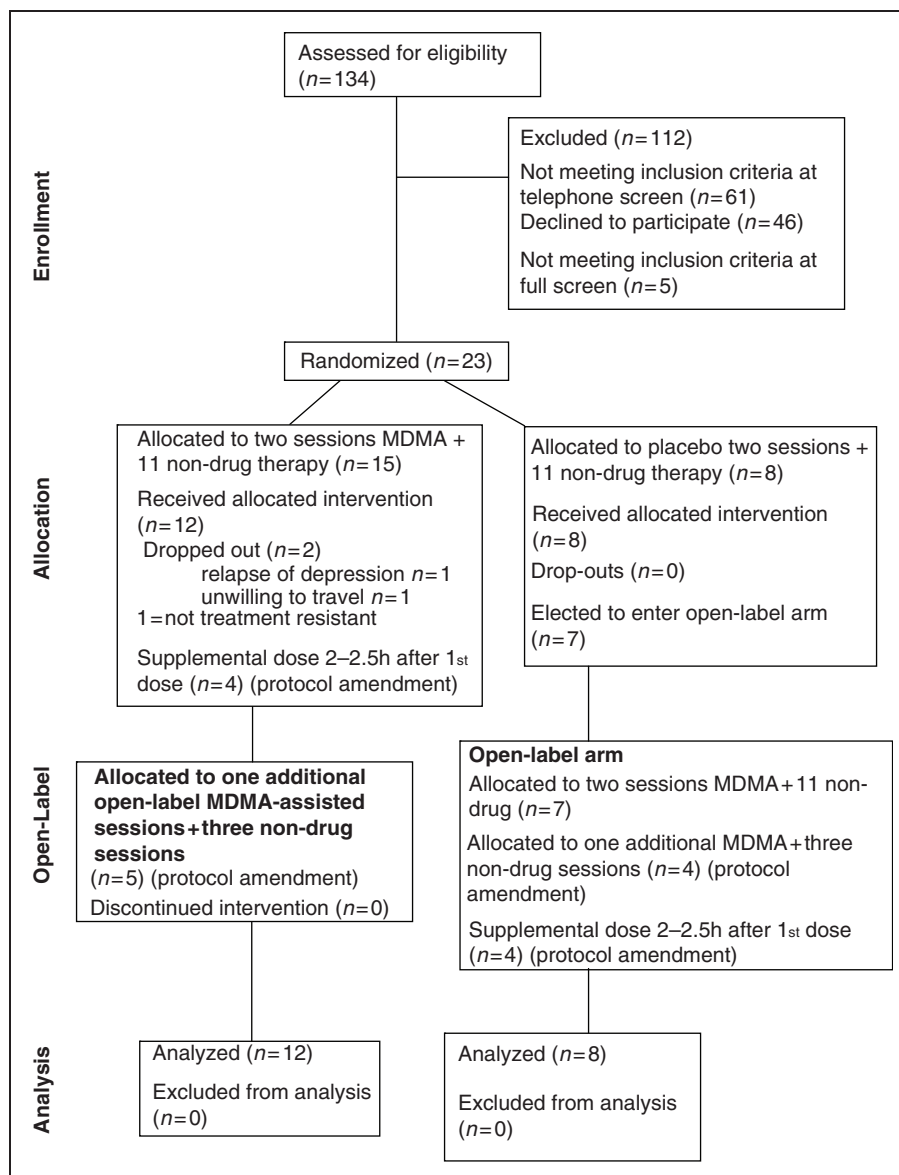 Assessed for eligibility
(n=134)
Excluded (n=112)
Not meeting inclusion criteria at
telephone screen (n=61)
Declined to participate (n=46)
Not meeting inclusion criteria at
full screen (n=5)
Enrollment
Randomized (n=23)
Allocation
Allocated to two sessions MDMA +
11 non-drug therapy (n=15)
Received allocated intervention
(n=12)
Dropped out (n=2)
relapse of depression n=1
unwilling to travel n=1
1=not treatment resistant
Supplemental dose 2–2.5h after 1st
dose (n=4) (protocol amendment)
Allocated to placebo two sessions +
11 non-drug therapy (n=8)
Received allocated intervention
(n=8)
Drop-outs (n=0)
Elected to enter open-label arm
(n=7)
Open-Label
Allocated to one additional
open-label MDMA-assisted
sessions+three non-drug
sessions
(n=5) (protocol amendment)
Discontinued intervention (n=0)
Open-label arm
Allocated to two sessions MDMA+11 non-
drug (n=7)
Allocated to one additional MDMA+three
non-drug sessions (n=4) (protocol
amendment)
Supplemental dose 2–2.5h after 1st dose
(n=4) (protocol amendment)
Analysis
Analyzed (n=12)
Excluded from analysis
(n=0)
Analyzed (n=8)
Excluded from analysis
(n=0)